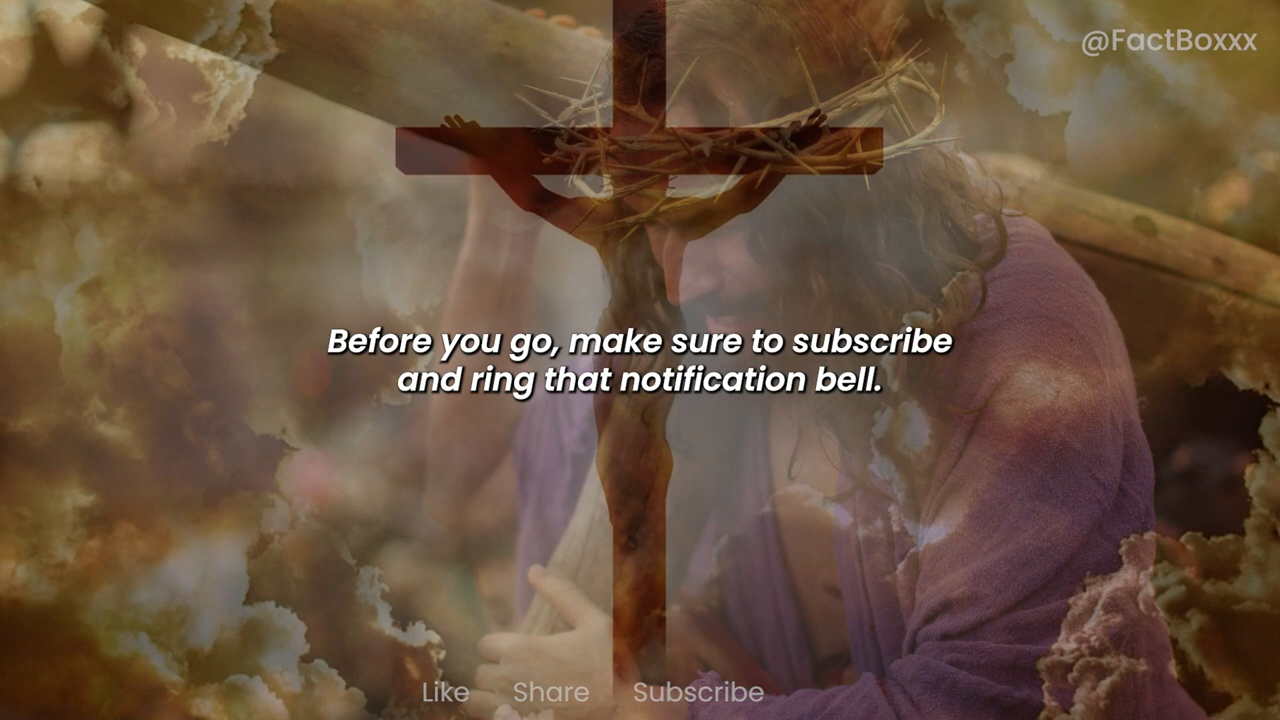 @FactBoxxx
Before you go, make sure to subscribe
and ring that notification bell.
Like Share Subscribe